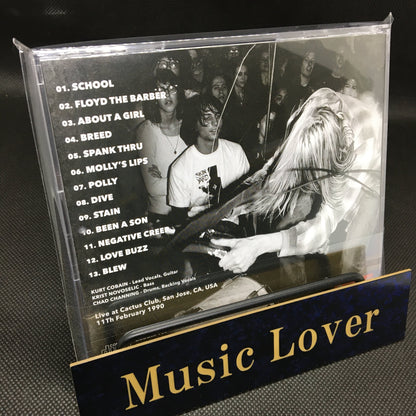 01. SCHOOL
02. FLOYD THE BARBER
03. ABOUT A GIRL
04. BREED
05. SPANK THRU
06. MOLLY'S LIPS
07. POLLY
08. DIVE
09. STAIN
10. BEEN A SON
11. NEGATIVE CREEP
12. LOVE BUZZ
13. BLEW
KURT COBAIN - Lead Vocals, Guitar
KRIST NOVOSELIC - Bass
CHAD CHANNING - Drums, Backing Vocals
Live at Cactus Club, San Jose, CA, USA
11Th February 1990
Music Lover